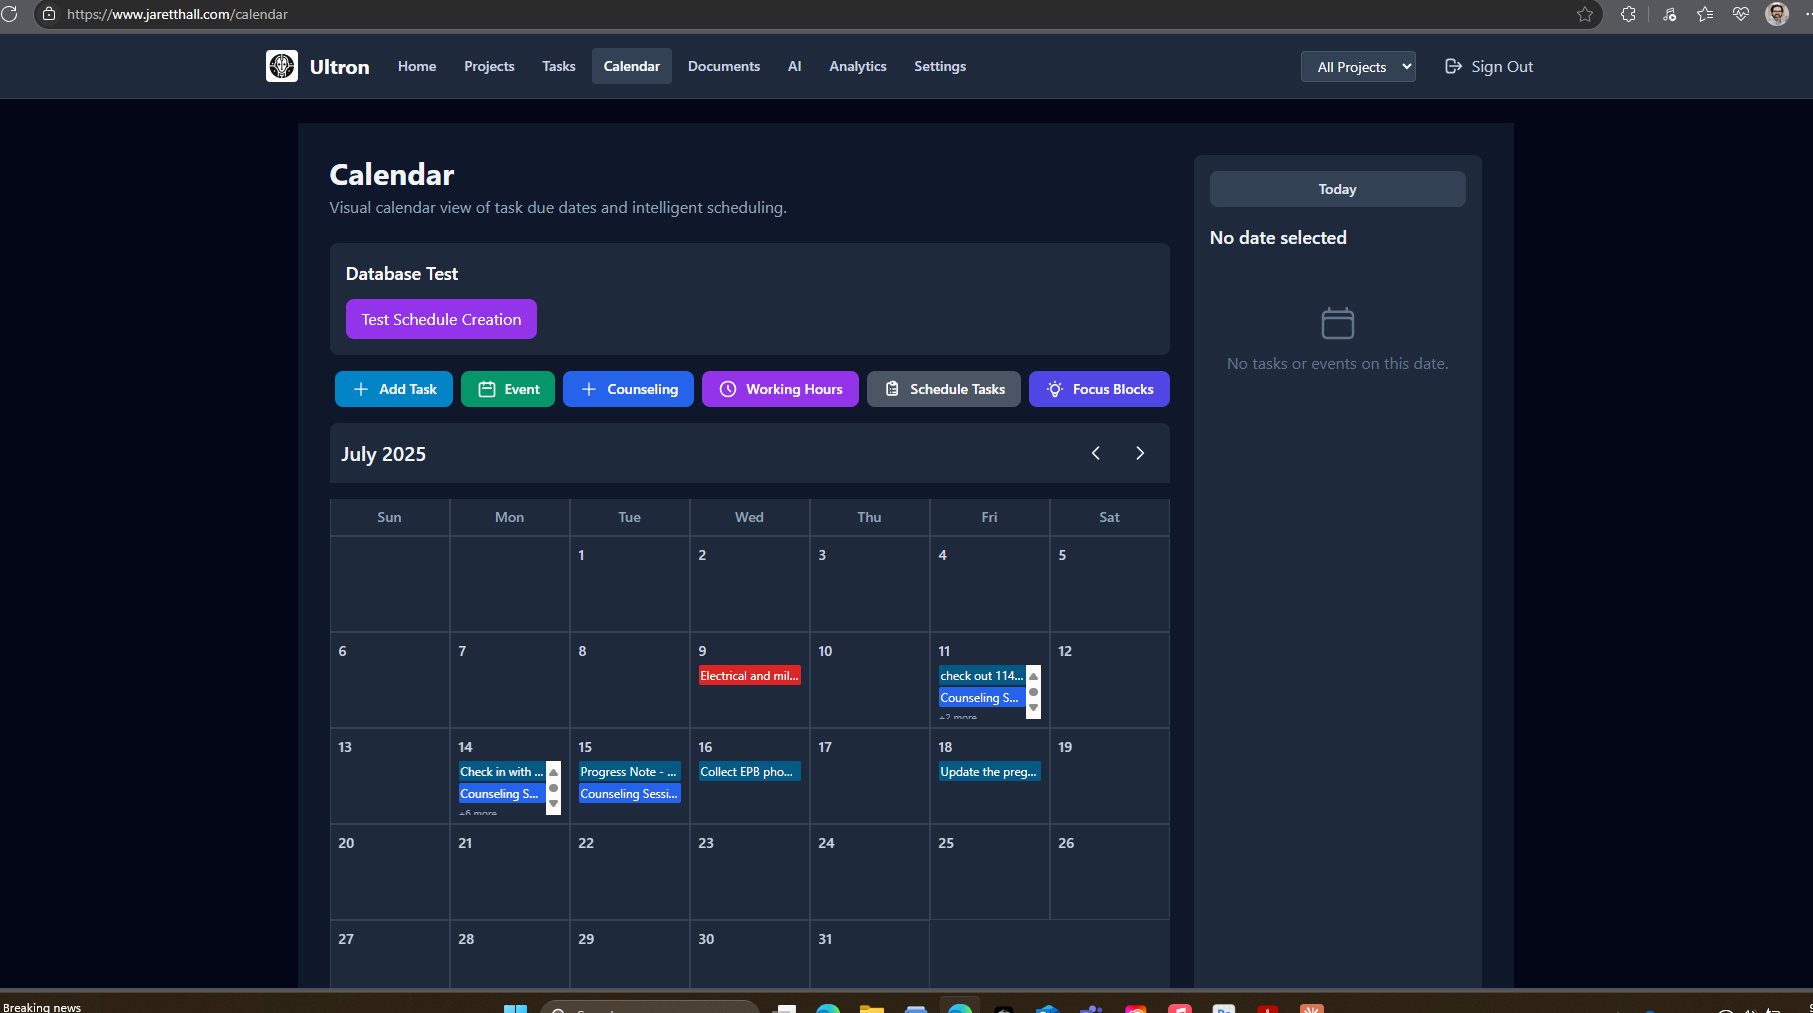 https://www.jaretthall.com/calendar
Ultron
Home
Projects
Tasks
Calendar
Documents
AI
Analytics
Settings
All Projects
Sign Out
Calendar
Visual calendar view of task due dates and intelligent scheduling.
Database Test
Test Schedule Creation
Add Task
Event
Counseling
Working Hours
Schedule Tasks
Focus Blocks
July 2025
Sun Mon Tue Wed Thu Fri Sat
1 2 3 4 5
6 7 8 9 10 11 12
Electrical and mil...
check out 114...
Counseling S...
+2 more
13 14 15 16 17 18 19
Check in with ...
Counseling S...
+6 more
Progress Note - ...
Counseling Sessi...
Collect EPB pho...
Update the preg...
20 21 22 23 24 25 26
27 28 29 30 31
Today
No date selected
No tasks or events on this date.
Breaking news